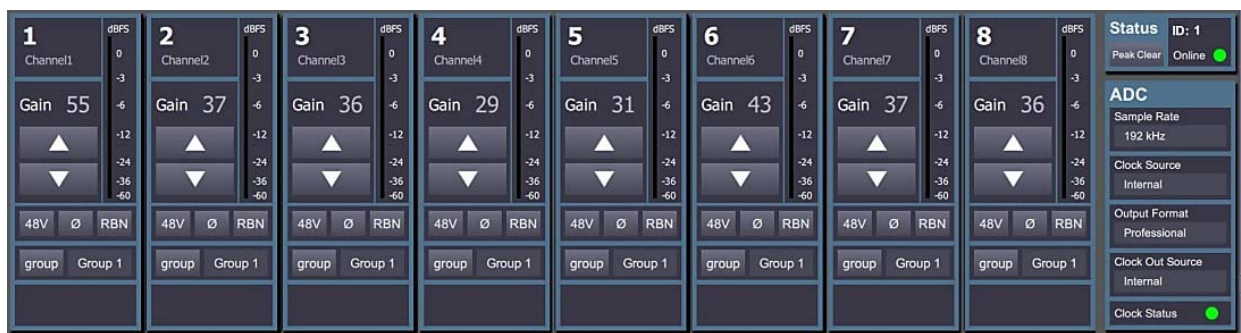 1
Channel1
dBFS
0
-3
-6
-12
-24
-36
-60
Gain 55
48V Ø RBN
group Group 1
2
Channel2
dBFS
0
-3
-6
-12
-24
-36
-60
Gain 37
48V Ø RBN
group Group 1
3
Channel3
dBFS
0
-3
-6
-12
-24
-36
-60
Gain 36
48V Ø RBN
group Group 1
4
Channel4
dBFS
0
-3
-6
-12
-24
-36
-60
Gain 29
48V Ø RBN
group Group 1
5
Channel5
dBFS
0
-3
-6
-12
-24
-36
-60
Gain 31
48V Ø RBN
group Group 1
6
Channel6
dBFS
0
-3
-6
-12
-24
-36
-60
Gain 43
48V Ø RBN
group Group 1
7
Channel7
dBFS
0
-3
-6
-12
-24
-36
-60
Gain 37
48V Ø RBN
group Group 1
8
Channel8
dBFS
0
-3
-6
-12
-24
-36
-60
Gain 36
48V Ø RBN
group Group 1
Status ID: 1
Peak Clear Online
ADC
Sample Rate
192 kHz
Clock Source
Internal
Output Format
Professional
Clock Out Source
Internal
Clock Status